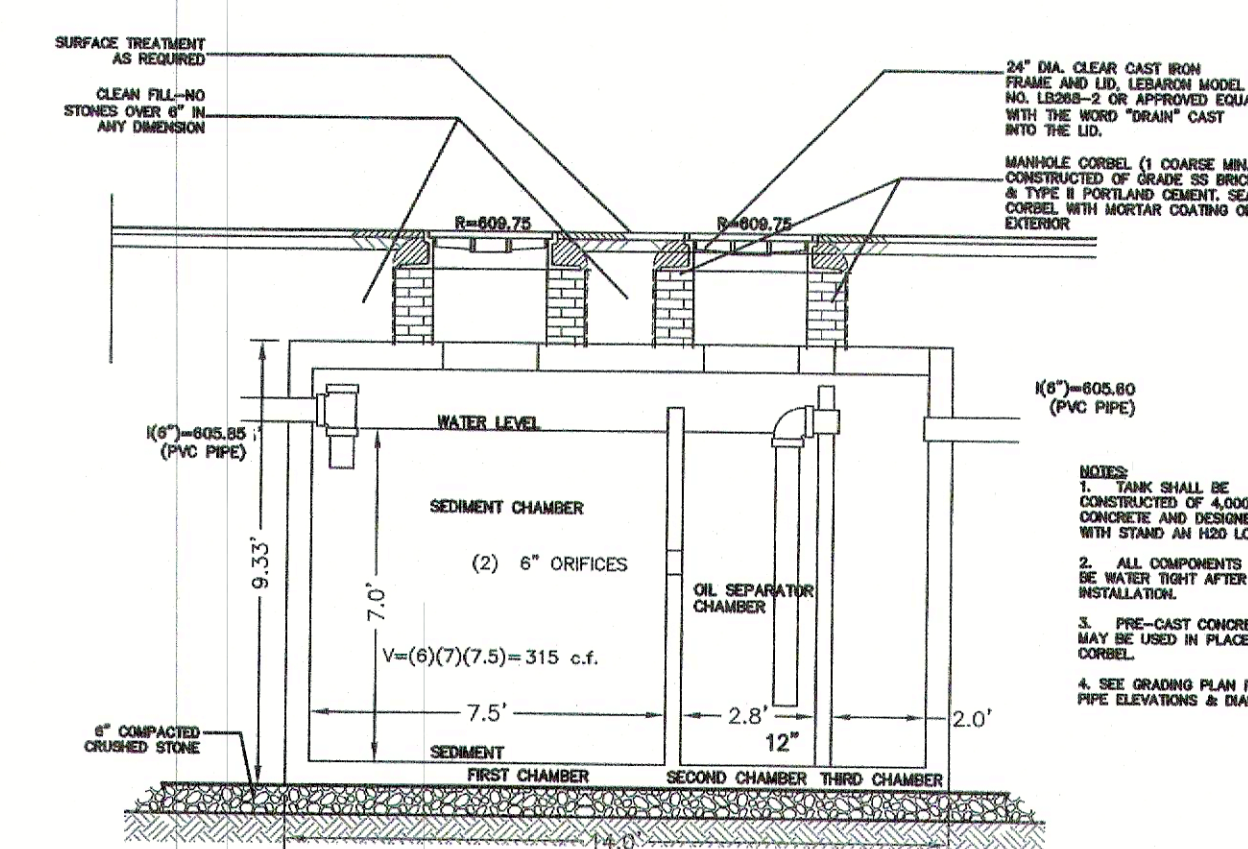 SURFACE TREATMENT
AS REQUIRED
CLEAN FILL-NO
STONES OVER 6" IN
ANY DIMENSION
24" DIA. CLEAR CAST IRON
FRAME AND LID, LEBARON MODEL
NO. LB268-2 OR APPROVED EQUA
WITH THE WORD "DRAIN" CAST
INTO THE LID.
MANHOLE CORBEL (1 COARSE MIN.
CONSTRUCTED OF GRADE SS BRIC
& TYPE II PORTLAND CEMENT. SEA
CORBEL WITH MORTAR COATING O
EXTERIOR
R=609.75
R=609.75
I(6")=605.85
(PVC PIPE)
WATER LEVEL
I(6")=605.60
(PVC PIPE)
SEDIMENT CHAMBER
(2) 6" ORIFICES
OIL SEPARATOR
CHAMBER
9.33'
7.0'
V=(6)(7)(7.5)=315 c.f.
7.5'
2.8'
2.0'
12"
6" COMPACTED
CRUSHED STONE
SEDIMENT
FIRST CHAMBER
SECOND CHAMBER
THIRD CHAMBER
14.0'
NOTES:
1. TANK SHALL BE
CONSTRUCTED OF 4,000
CONCRETE AND DESIGNE
WITH STAND AN H20 LO
2. ALL COMPONENTS
BE WATER TIGHT AFTER
INSTALLATION.
3. PRE-CAST CONCRE
MAY BE USED IN PLACE
CORBEL.
4. SEE GRADING PLAN F
PIPE ELEVATIONS & DIA